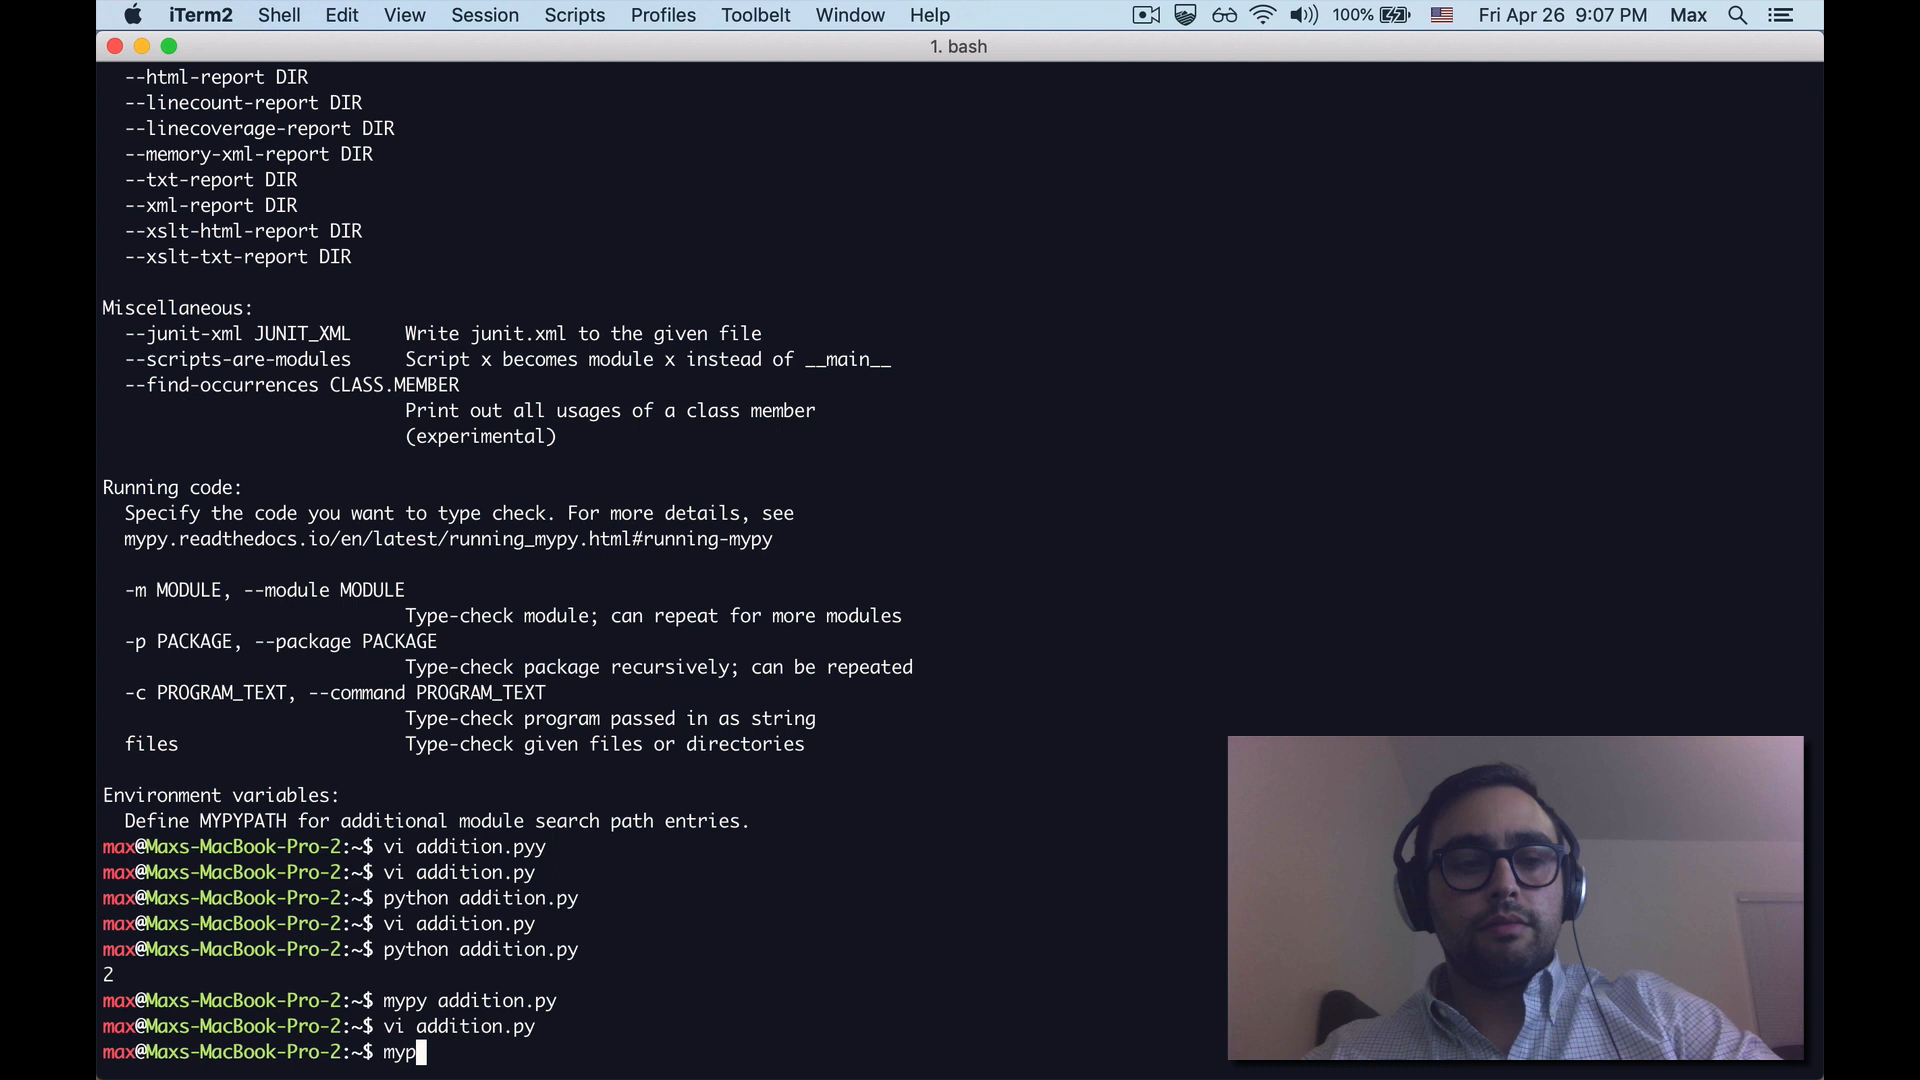 iTerm2 Shell Edit View Session Scripts Profiles Toolbelt Window Help 100% Fri Apr 26 9:07 PM Max
1. bash
--html-report DIR
--linecount-report DIR
--linecoverage-report DIR
--memory-xml-report DIR
--txt-report DIR
--xml-report DIR
--xslt-html-report DIR
--xslt-txt-report DIR
Miscellaneous:
--junit-xml JUNIT_XML Write junit.xml to the given file
--scripts-are-modules Script x becomes module x instead of __main__
--find-occurrences CLASS.MEMBER
Print out all usages of a class member
(experimental)
Running code:
Specify the code you want to type check. For more details, see
mypy.readthedocs.io/en/latest/running_mypy.html#running-mypy
-m MODULE, --module MODULE
Type-check module; can repeat for more modules
-p PACKAGE, --package PACKAGE
Type-check package recursively; can be repeated
-c PROGRAM_TEXT, --command PROGRAM_TEXT
Type-check program passed in as string
files Type-check given files or directories
Environment variables:
Define MYPYPATH for additional module search path entries.
max@Maxs-MacBook-Pro-2:~$ vi addition.pyy
max@Maxs-MacBook-Pro-2:~$ vi addition.py
max@Maxs-MacBook-Pro-2:~$ python addition.py
max@Maxs-MacBook-Pro-2:~$ vi addition.py
max@Maxs-MacBook-Pro-2:~$ python addition.py
2
max@Maxs-MacBook-Pro-2:~$ mypy addition.py
max@Maxs-MacBook-Pro-2:~$ vi addition.py
max@Maxs-MacBook-Pro-2:~$ myp